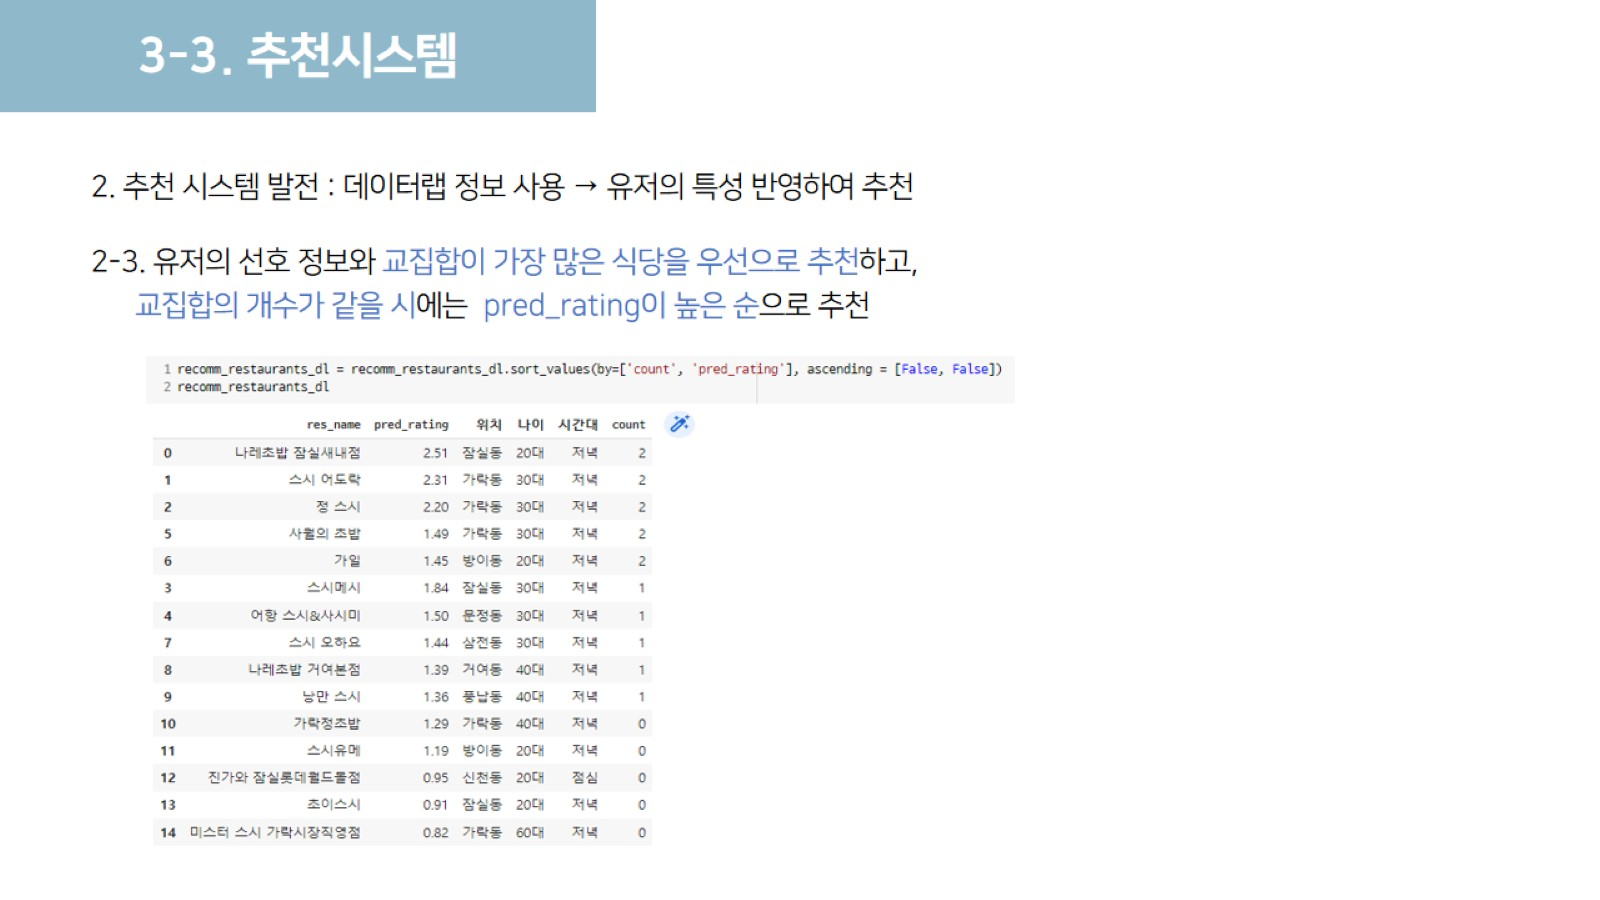 3-3. 추천시스템
2. 추천 시스템 발전 : 데이터랩 정보 사용 → 유저의 특성 반영하여 추천
2-3. 유저의 선호 정보와 교집합이 가장 많은 식당을 우선으로 추천하고,
교집합의 개수가 같을 시에는 pred_rating이 높은 순으로 추천
1 recomm_restaurants_dl = recomm_restaurants_dl.sort_values(by=['count', 'pred_rating'], ascending = [False, False])
2 recomm_restaurants_dl
res_name pred_rating 위치 나이 시간대 count
0 나레초밥 잠실새내점 2.51 잠실동 20대 저녁 2
1 스시 어도락 2.31 가락동 30대 저녁 2
2 정 스시 2.20 가락동 30대 저녁 2
5 사월의 초밥 1.49 가락동 30대 저녁 2
6 가일 1.45 방이동 20대 저녁 2
3 스시메시 1.84 잠실동 30대 저녁 1
4 어항 스시&사시미 1.50 문정동 30대 저녁 1
7 스시 오하요 1.44 삼전동 30대 저녁 1
8 나레초밥 거여본점 1.39 거여동 40대 저녁 1
9 낭만 스시 1.36 풍납동 40대 저녁 1
10 가락정초밥 1.29 가락동 40대 저녁 0
11 스시유메 1.19 방이동 20대 저녁 0
12 진가와 잠실롯데월드몰점 0.95 신천동 20대 점심 0
13 초이스시 0.91 잠실동 20대 저녁 0
14 미스터 스시 가락시장직영점 0.82 가락동 60대 저녁 0